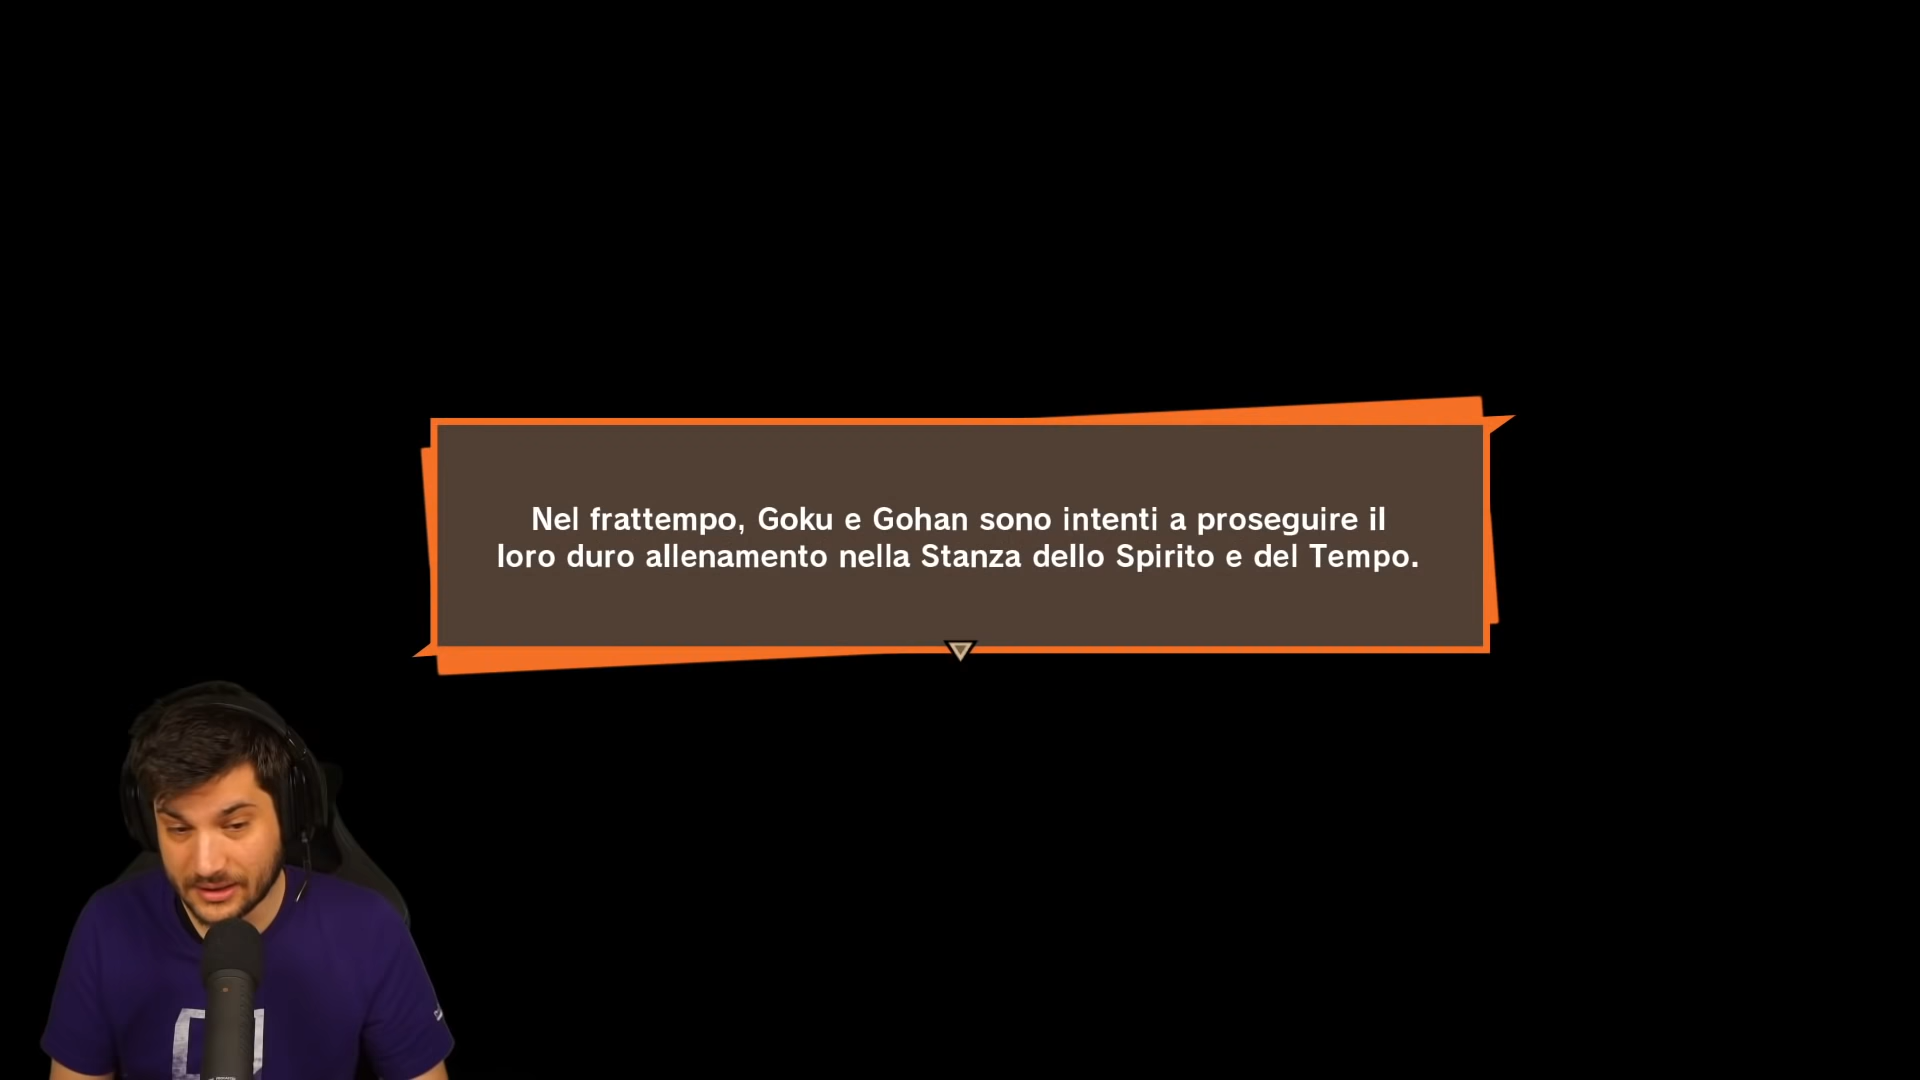 Nel frattempo, Goku e Gohan sono intenti a proseguire il
loro duro allenamento nella Stanza dello Spirito e del Tempo.